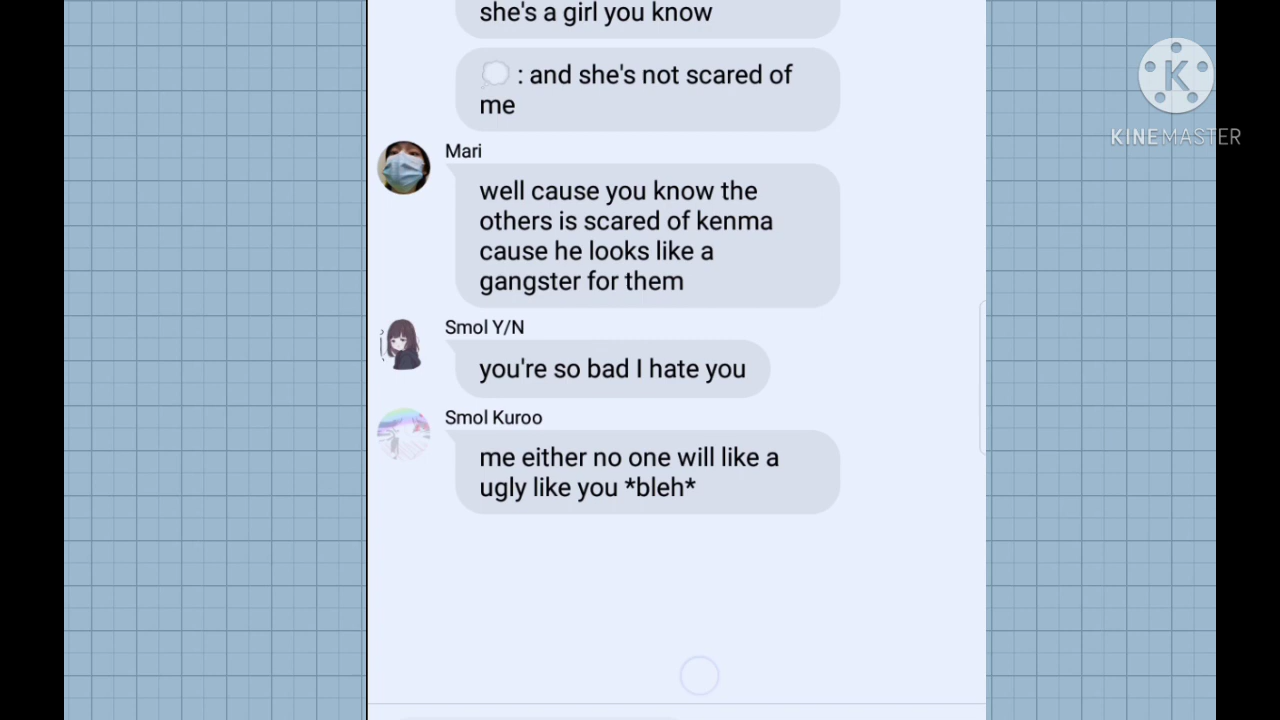 she's a girl you know
: and she's not scared of
me
Mari
well cause you know the
others is scared of kenma
cause he looks like a
gangster for them
Smol Y/N
you're so bad I hate you
Smol Kuroo
me either no one will like a
ugly like you *bleh*
K
KINEMASTER